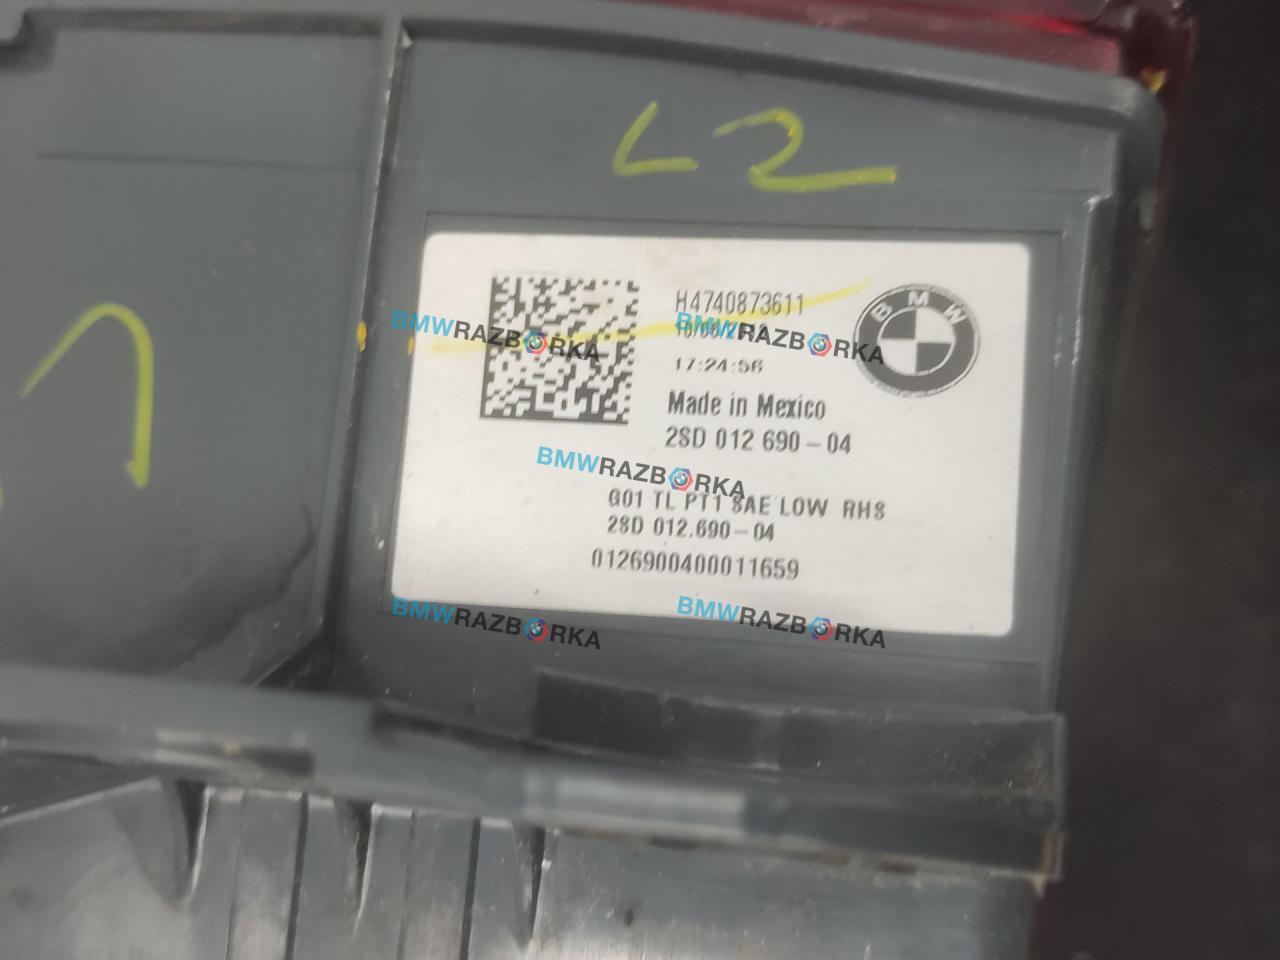 L2
H4740873611
17:24:56
BMW
Made in Mexico
2SD 012 690-04
G01 TL PT1 SAE LOW RHS
2SD 012.690-04
0126900400011659
BMWRAZBORKA
BMWRAZBORKA
BMWRAZBORKA
BMWRAZBORKA
BMWRAZBORKA